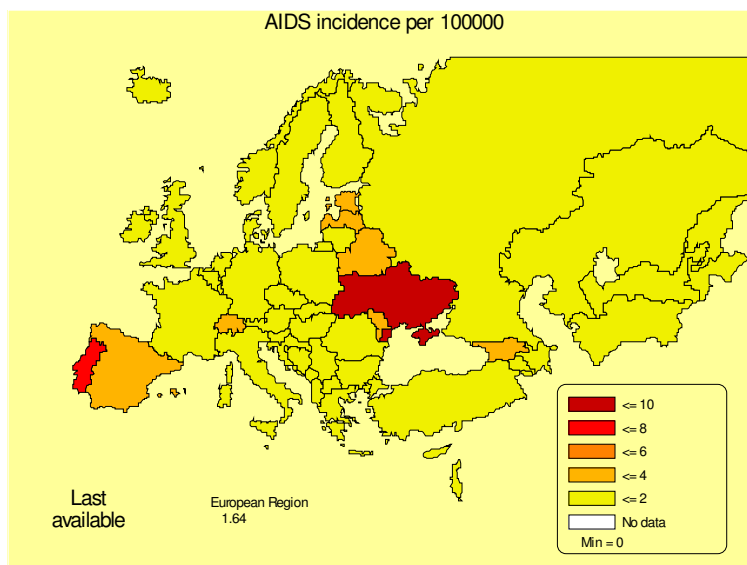 AIDS incidence per 100000
<= 10
<= 8
<= 6
<= 4
<= 2
No data
Min = 0
Last
available
European Region
1.64